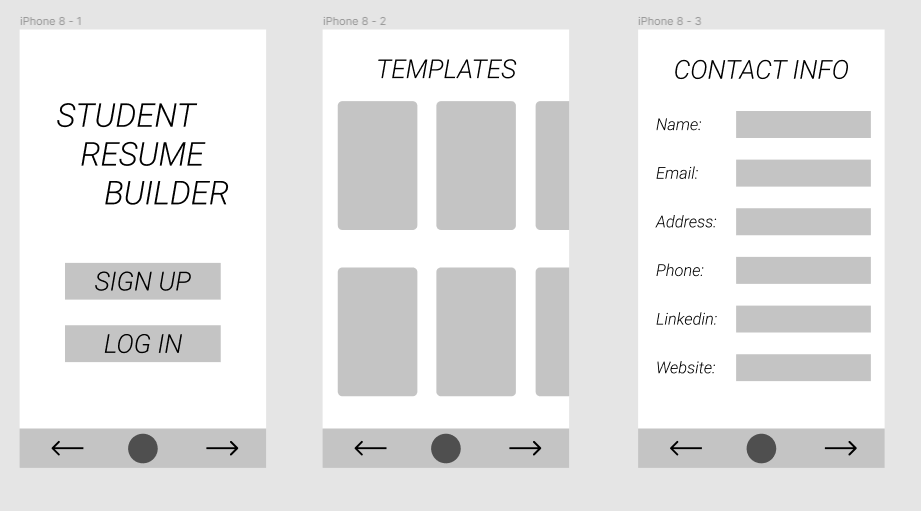 iPhone 8 - 1
STUDENT
RESUME
BUILDER
SIGN UP
LOG IN
iPhone 8 - 2
TEMPLATES
iPhone 8 - 3
CONTACT INFO
Name:
Email:
Address:
Phone:
Linkedin:
Website: